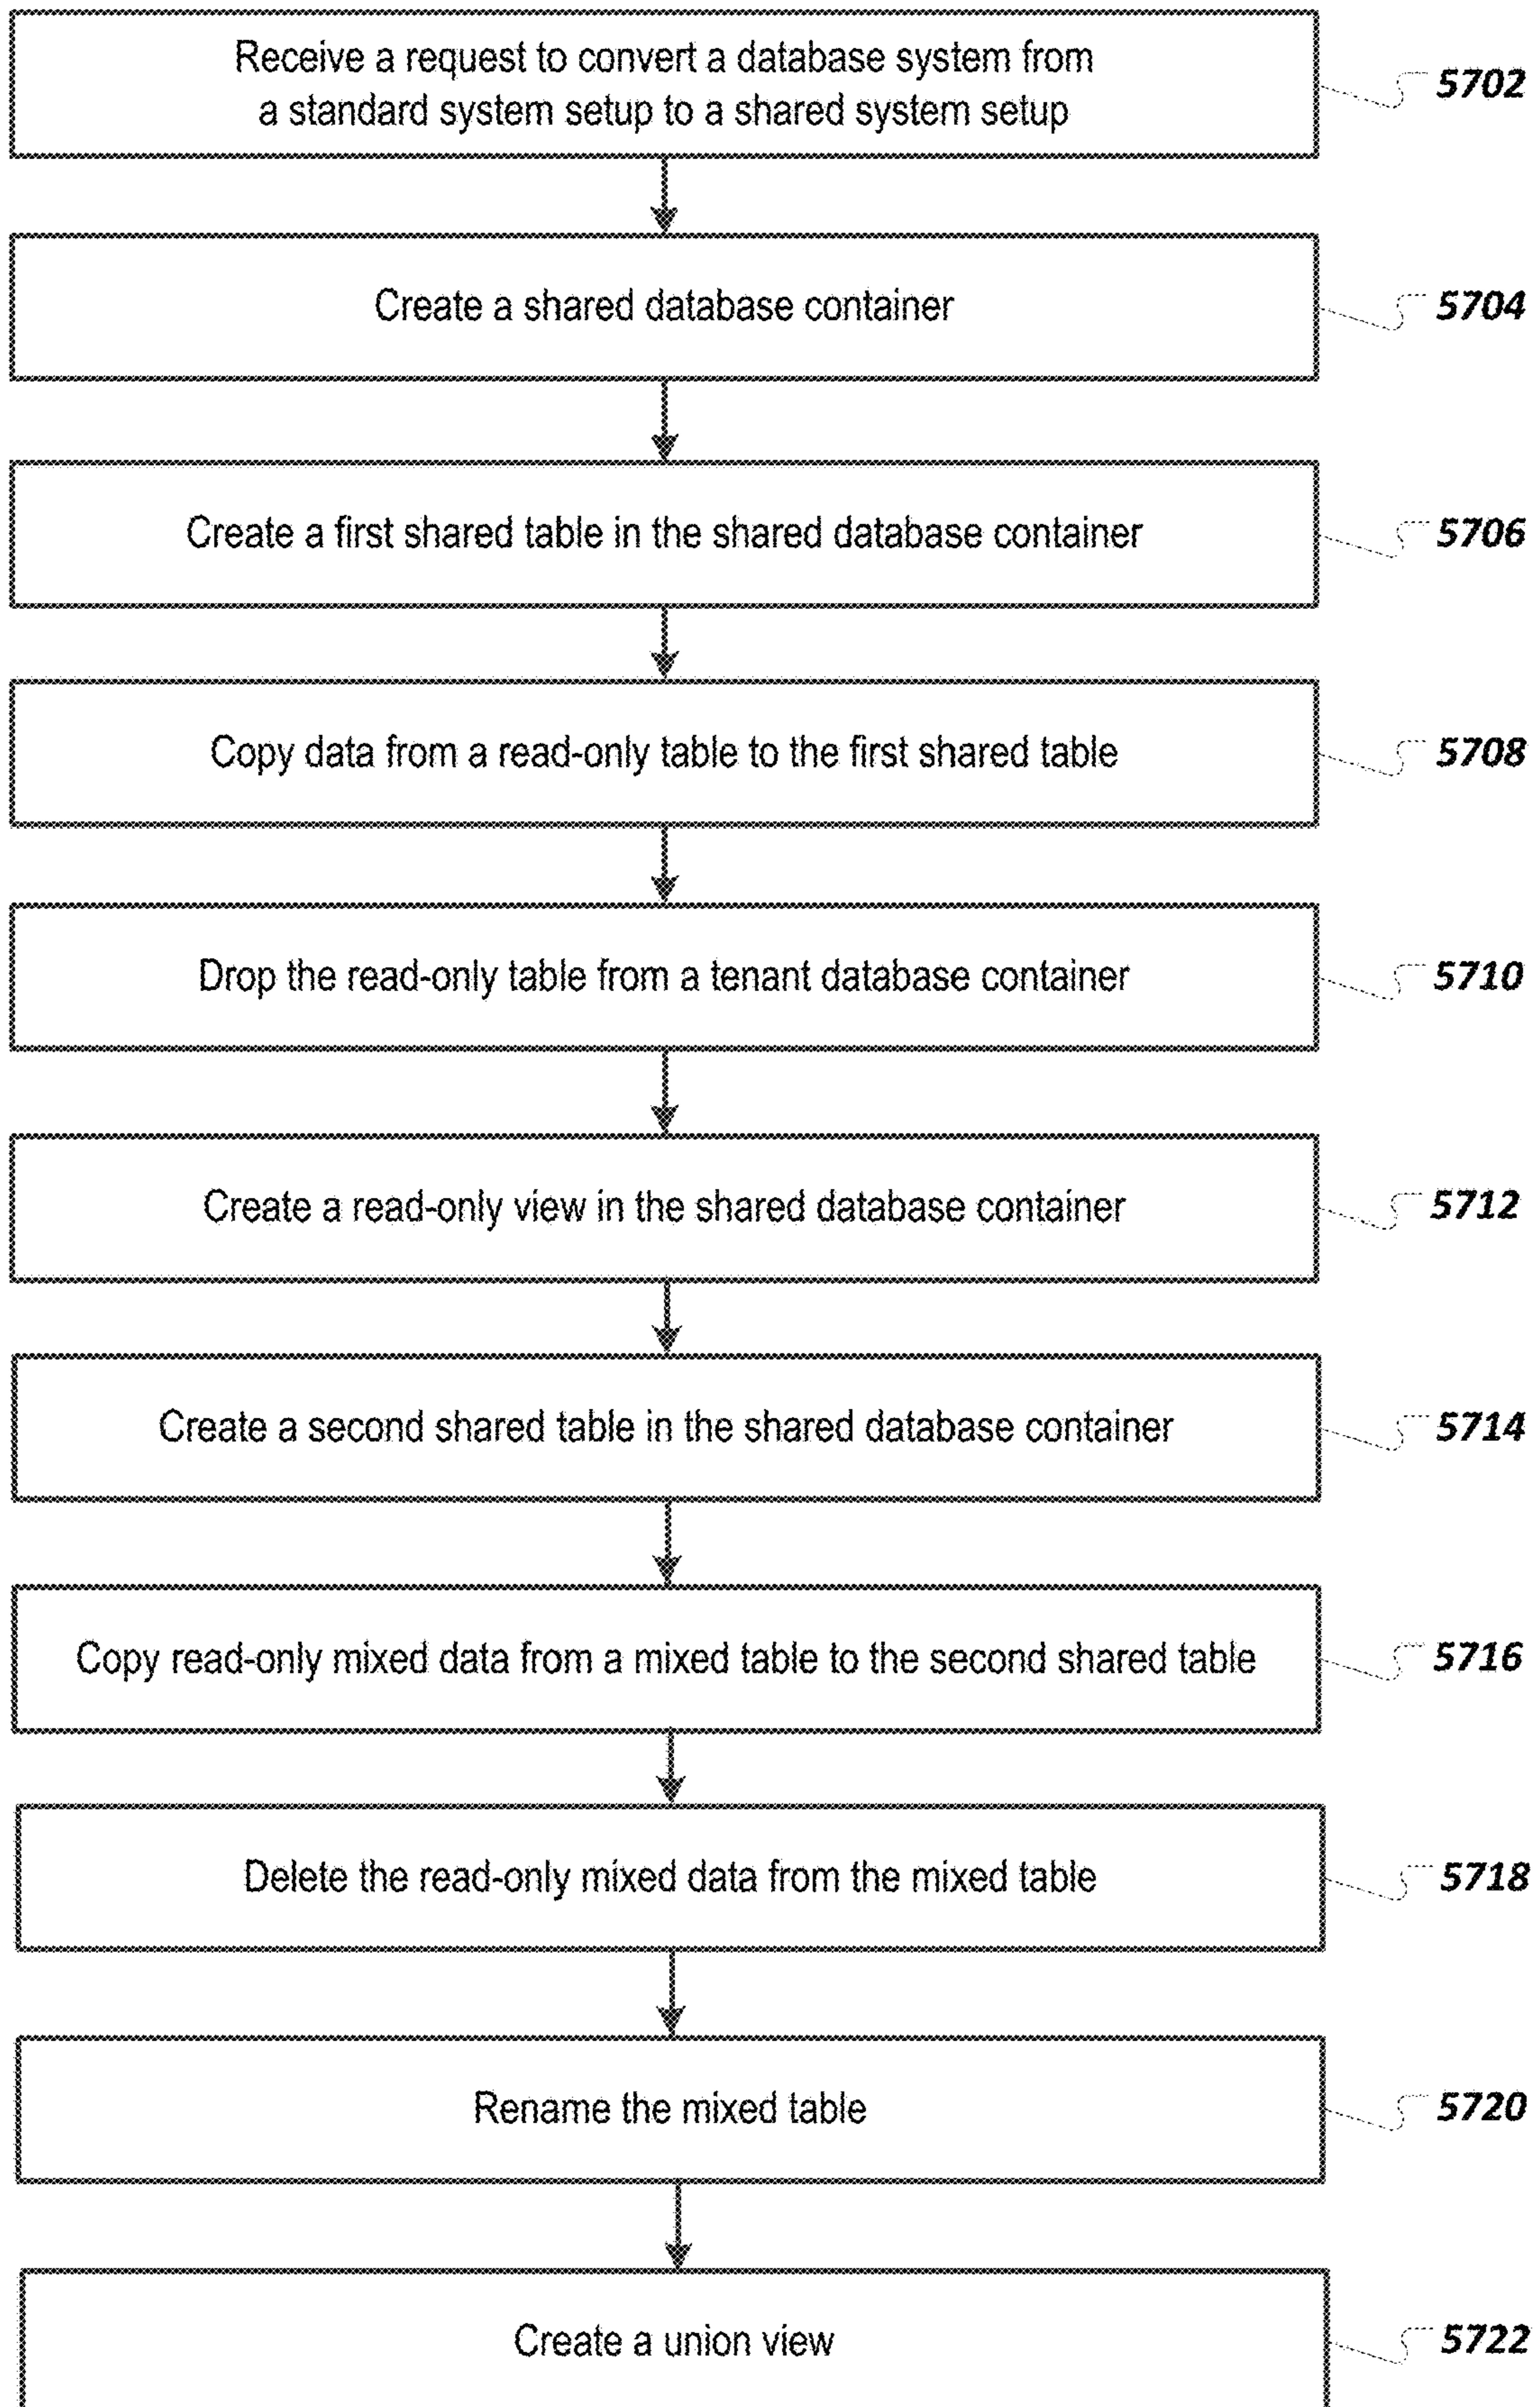 Receive a request to convert a database system from
a standard system setup to a shared system setup
5702
Create a shared database container
5704
Create a first shared table in the shared database container
5706
Copy data from a read-only table to the first shared table
5708
Drop the read-only table from a tenant database container
5710
Create a read-only view in the shared database container
5712
Create a second shared table in the shared database container
5714
Copy read-only mixed data from a mixed table to the second shared table
5716
Delete the read-only mixed data from the mixed table
5718
Rename the mixed table
5720
Create a union view
5722